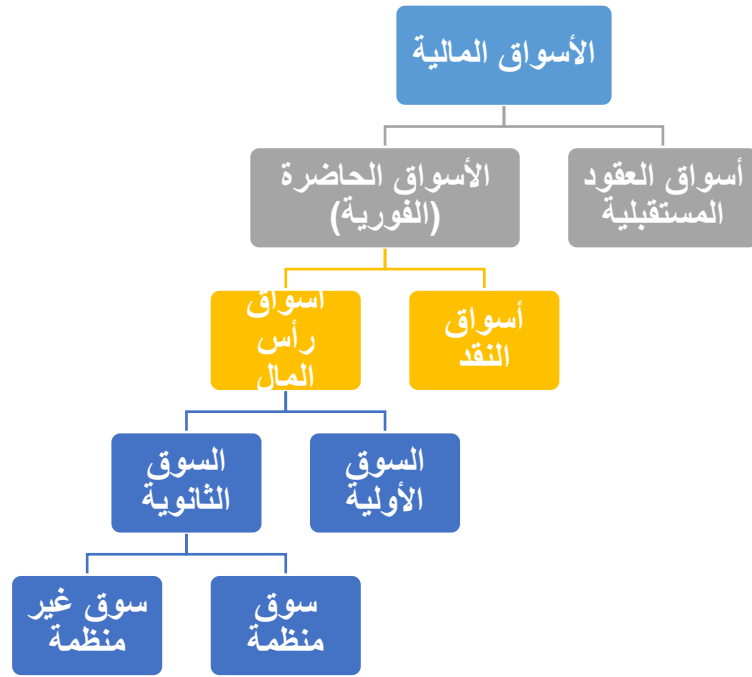 الأسواق المالية
أسواق العقود
المستقبلية
الأسواق الحاضرة
(الفورية)
أسواق
النقد
أسواق
رأس
المال
السوق
الأولية
السوق
الثانوية
سوق
منظمة
سوق غير
منظمة